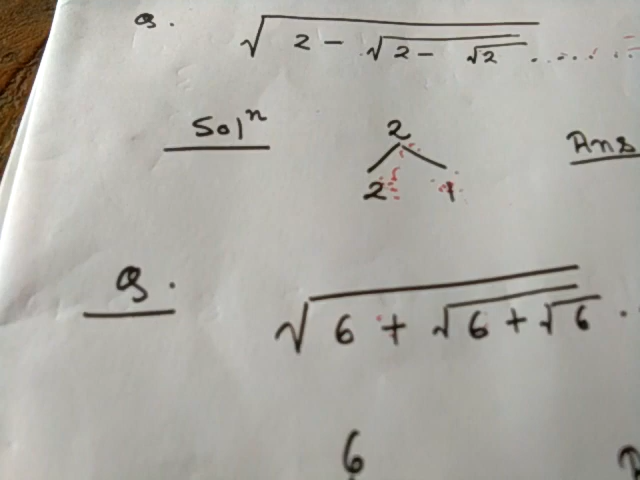 Q. √2 - √2 - √2 .......=
Solⁿ 2 Ans
2 1
Q. √6 + √6 + √6 .
6